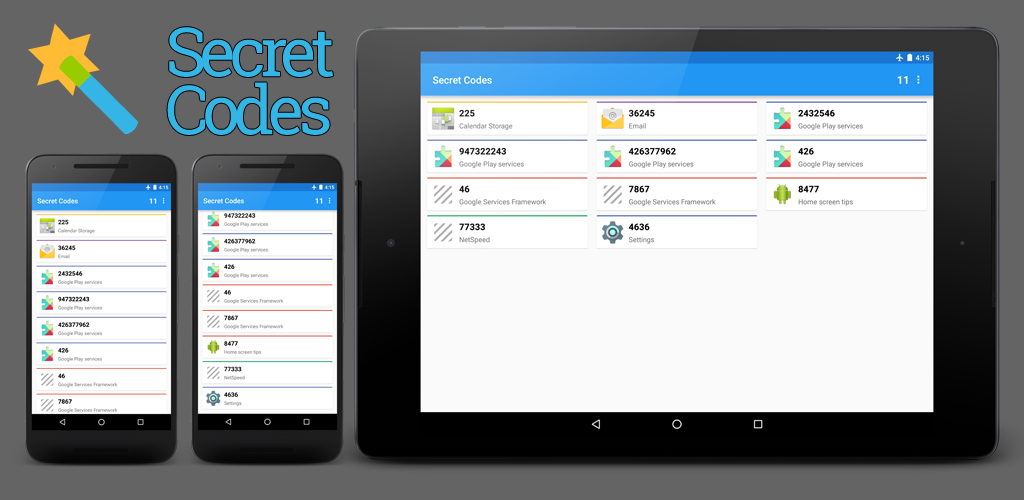 Secret
Codes
4:15
Secret Codes
11
225
Calendar Storage
36245
Email
2432546
Google Play services
947322243
Google Play services
426377962
Google Play services
426
Google Play services
46
Google Services Framework
7867
Google Services Framework
4:15
Secret Codes
11
947322243
Google Play services
426377962
Google Play services
426
Google Play services
46
Google Services Framework
7867
Google Services Framework
8477
Home screen tips
77333
NetSpeed
4636
Settings
4:15
Secret Codes
11
225
Calendar Storage
36245
Email
2432546
Google Play services
947322243
Google Play services
426377962
Google Play services
426
Google Play services
46
Google Services Framework
7867
Google Services Framework
8477
Home screen tips
77333
NetSpeed
4636
Settings